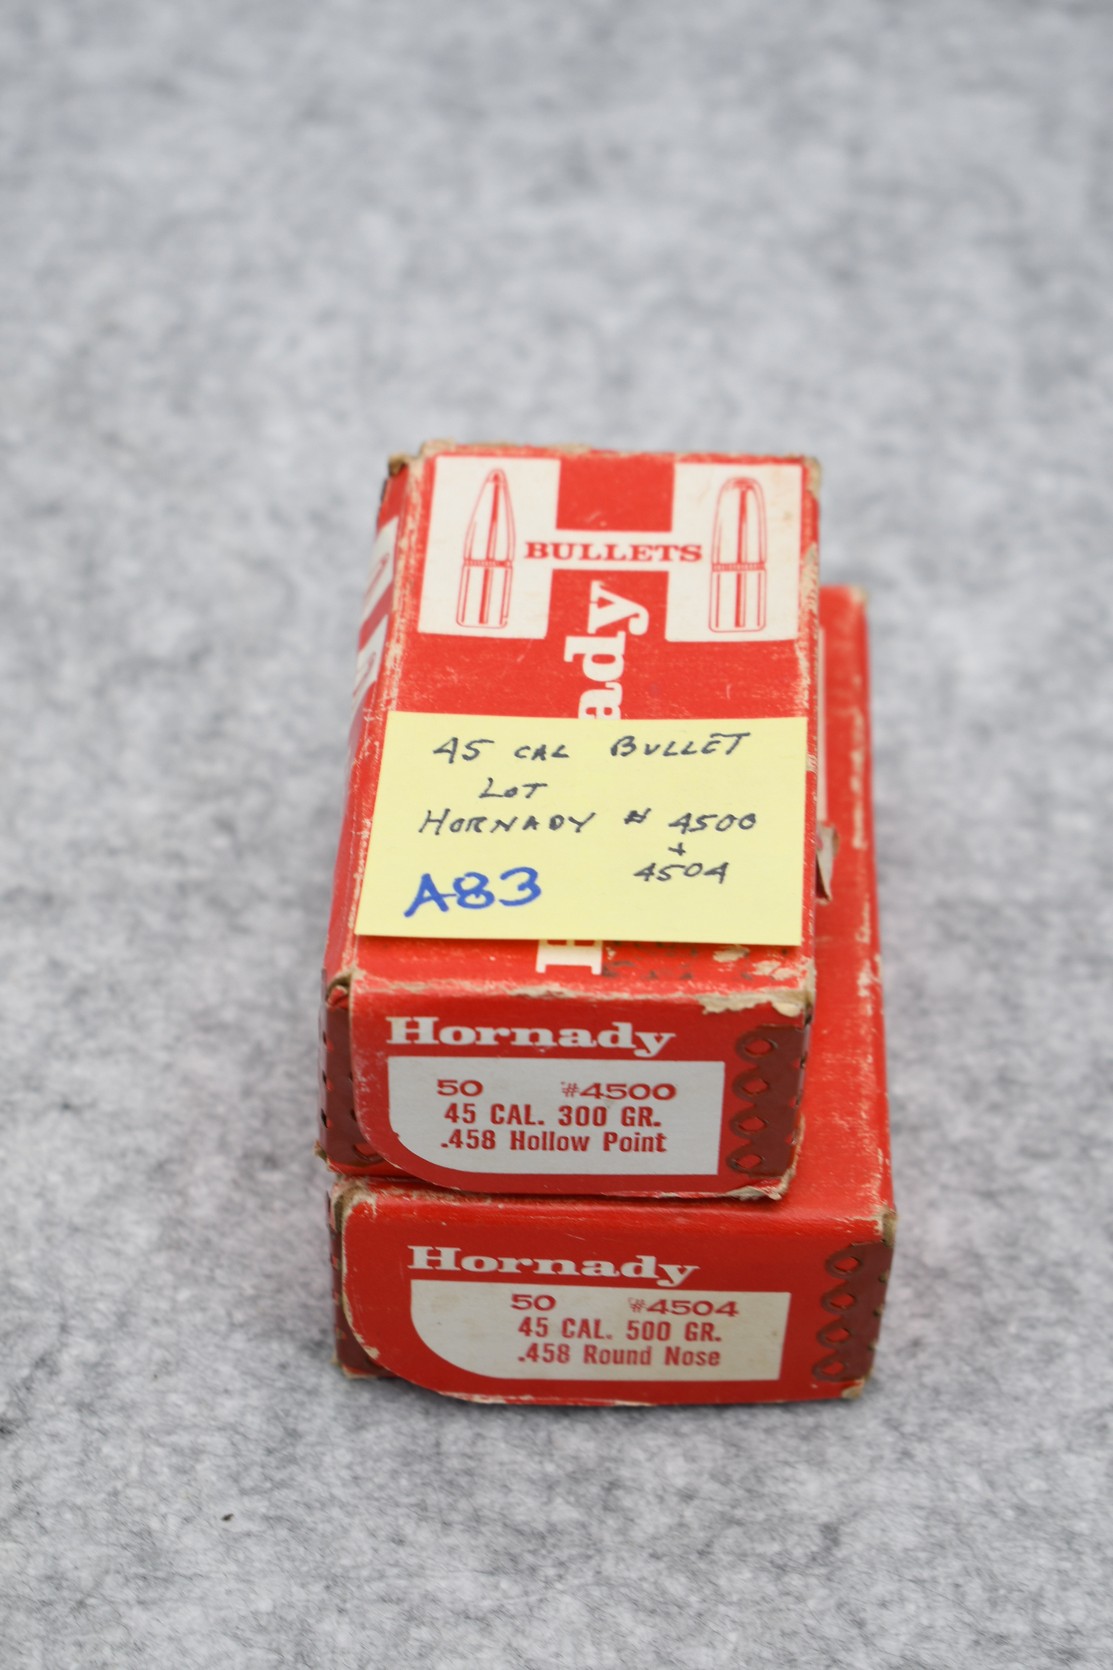 BULLETS
ady
45 CAL BULLET
LOT
HORNADY # 4500
+
4504
A83
H
Hornady
50 #4500
45 CAL. 300 GR.
.458 Hollow Point
Hornady
50 #4504
45 CAL. 500 GR.
.458 Round Nose